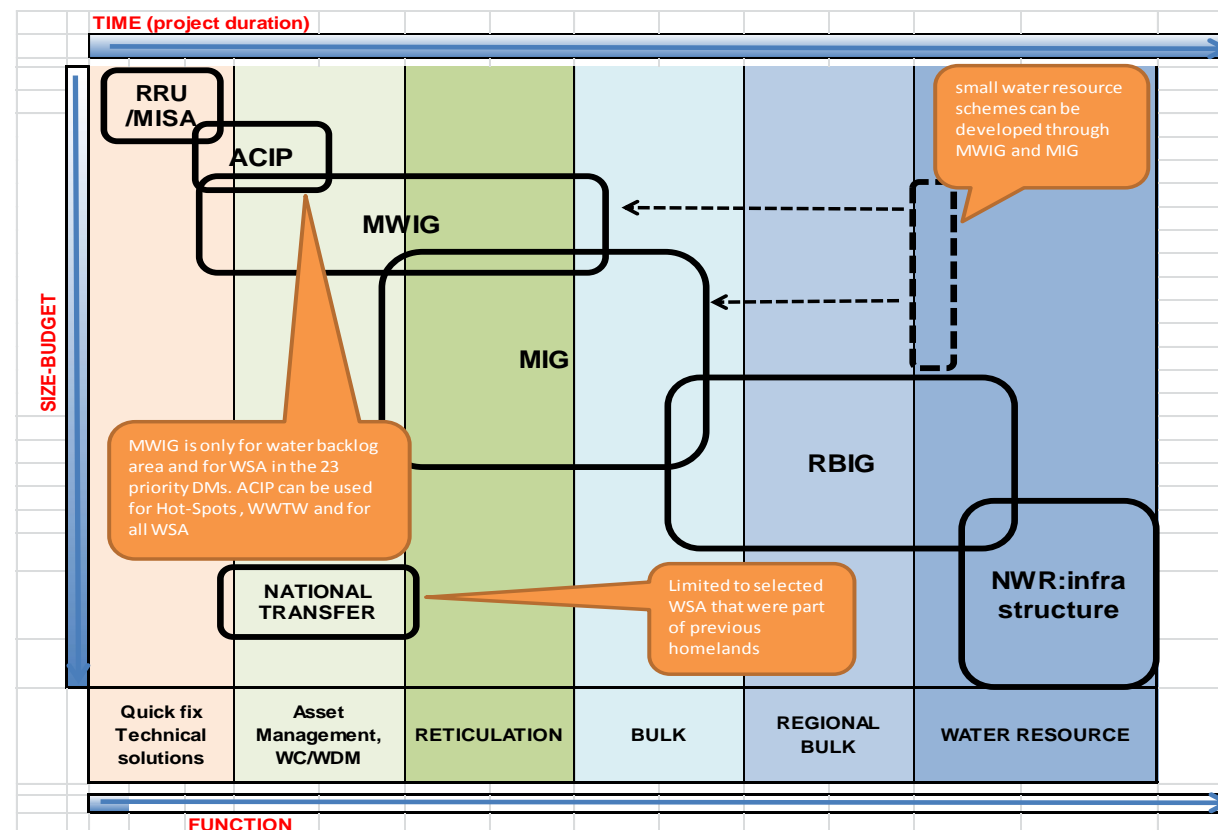 TIME (project duration)
RRU
/MISA
ACIP
MWIG
small water resource
schemes can be
developed through
MWIG and MIG
SIZE-BUDGET
MIG
MWIG is only for water backlog
area and for WSA in the 23
priority DMs. ACIP can be used
for Hot-Spots , WWTW and for
all WSA
RBIG
NATIONAL
TRANSFER
Limited to selected
WSA that were part
of previous
homelands
NWR:infra
structure
Quick fix
Technical
solutions
Asset
Management,
WC/WDM
RETICULATION
BULK
REGIONAL
BULK
WATER RESOURCE
FUNCTION